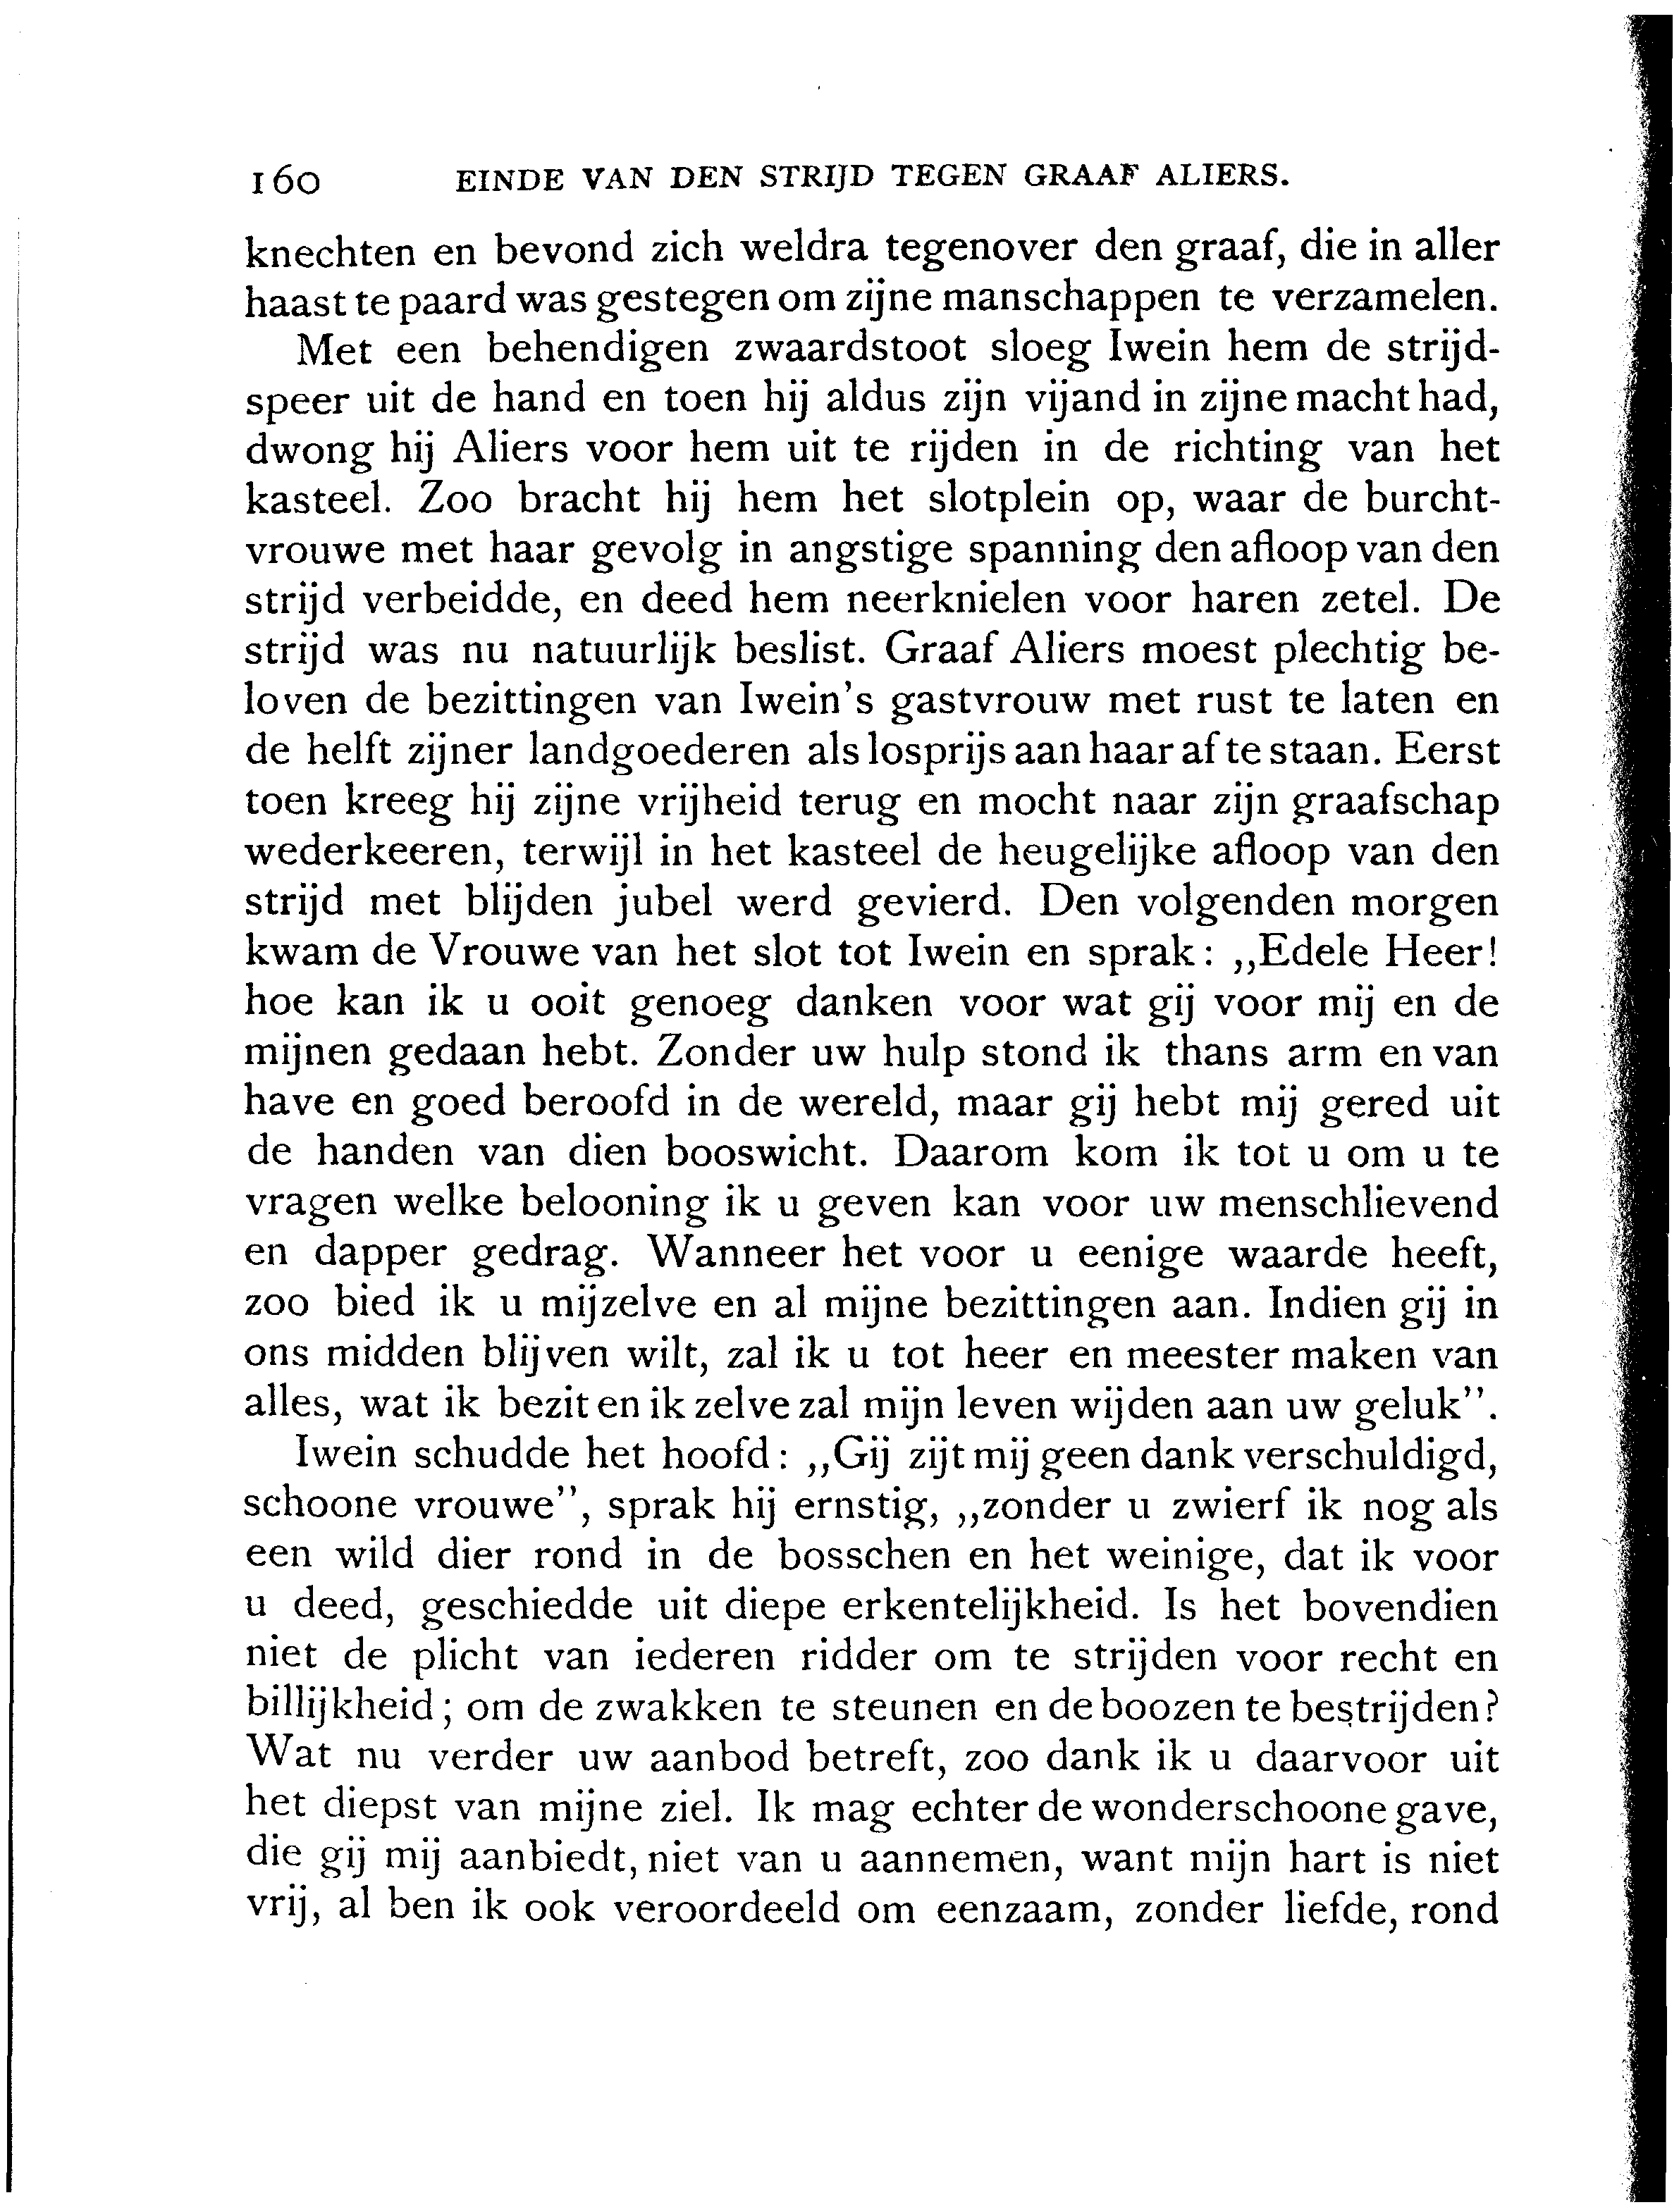 160 EINDE VAN DEN STRIJD TEGEN GRAAF ALIERS.
knechten en bevond zich weldra tegenover den graaf, die in aller
haast te paard was gestegen om zijne manschappen te verzamelen.
Met een behendigen zwaardstoot sloeg Iwein hem de strijd-
speer uit de hand en toen hij aldus zijn vijand in zijne macht had,
dwong hij Aliers voor hem uit te rijden in de richting van het
kasteel. Zoo bracht hij hem het slotplein op, waar de burcht-
vrouwe met haar gevolg in angstige spanning den afloop van den
strijd verbeidde, en deed hem neerknielen voor haren zetel. De
strijd was nu natuurlijk beslist. Graaf Aliers moest plechtig be-
loven de bezittingen van Iwein's gastvrouw met rust te laten en
de helft zijner landgoederen als losprijs aan haar af te staan. Eerst
toen kreeg hij zijne vrijheid terug en mocht naar zijn graafschap
wederkeeren, terwijl in het kasteel de heugelijke afloop van den
strijd met blijden jubel werd gevierd. Den volgenden morgen
kwam de Vrouwe van het slot tot Iwein en sprak: „Edele Heer!
hoe kan ik u ooit genoeg danken voor wat gij voor mij en de
mijnen gedaan hebt. Zonder uw hulp stond ik thans arm en van
have en goed beroofd in de wereld, maar gij hebt mij gered uit
de handen van dien booswicht. Daarom kom ik tot u om u te
vragen welke belooning ik u geven kan voor uw menschlievend
en dapper gedrag. Wanneer het voor u eenige waarde heeft,
zoo bied ik u mijzelve en al mijne bezittingen aan. Indien gij in
ons midden blijven wilt, zal ik u tot heer en meester maken van
alles, wat ik bezit en ik zelve zal mijn leven wijden aan uw geluk”.
Iwein schudde het hoofd: „Gij zijt mij geen dank verschuldigd,
schoone vrouwe”, sprak hij ernstig, „zonder u zwierf ik nog als
een wild dier rond in de bosschen en het weinige, dat ik voor
u deed, geschiedde uit diepe erkentelijkheid. Is het bovendien
niet de plicht van iederen ridder om te strijden voor recht en
billijkheid; om de zwakken te steunen en de boozen te bestrijden?
Wat nu verder uw aanbod betreft, zoo dank ik u daarvoor uit
het diepst van mijne ziel. Ik mag echter de wonderschoone gave,
die gij mij aanbiedt, niet van u aannemen, want mijn hart is niet
vrij, al ben ik ook veroordeeld om eenzaam, zonder liefde, rond